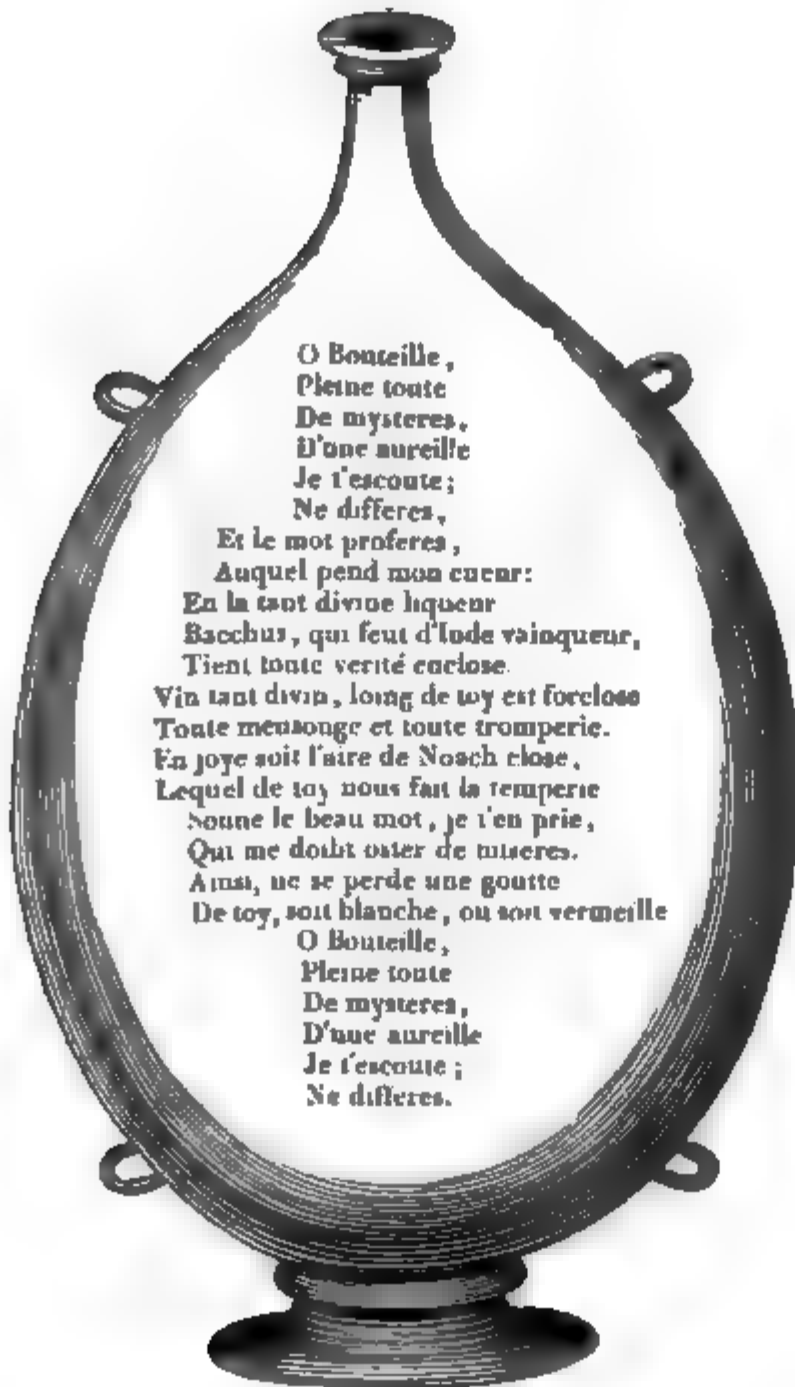 O Bouteille,
Pleine toute
De mysteres,
D'une aureille
Je t'escoute;
Ne differes,
Et le mot proferes,
Auquel pend mon cueur:
En la tant divine liqueur
Bacchus, qui feut d'Inde vainqueur,
Tient toute verité enclose.
Vin tant divin, loing de toy est forclose
Toute mensonge et toute tromperie.
En joye soit l'aire de Noach close,
Lequel de toy nous fait la temperie
Sonne le beau mot, je t'en prie,
Qui me doibt oster de miseres.
Ainsi, ne se perde une goutte
De toy, soit blanche, ou soit vermeille
O Bouteille,
Pleine toute
De mysteres,
D'une aureille
Je t'escoute;
Ne differes.